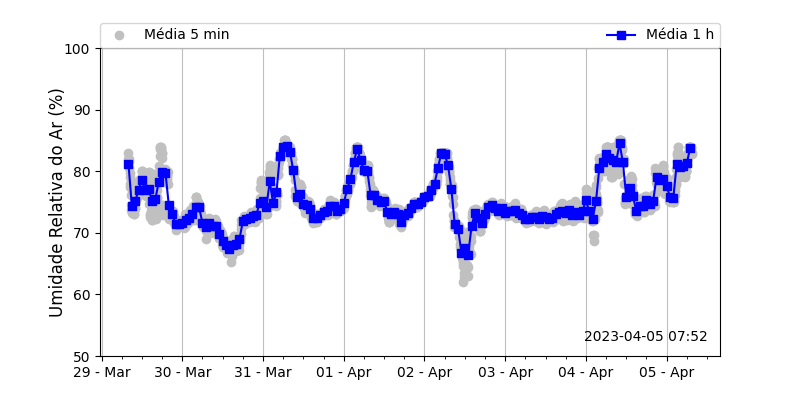 Média 5 min Média 1 h
Umidade Relativa do Ar (%)
100
90
80
70
60
50
2023-04-05 07:52
29 - Mar 30 - Mar 31 - Mar 01 - Apr 02 - Apr 03 - Apr 04 - Apr 05 - Apr